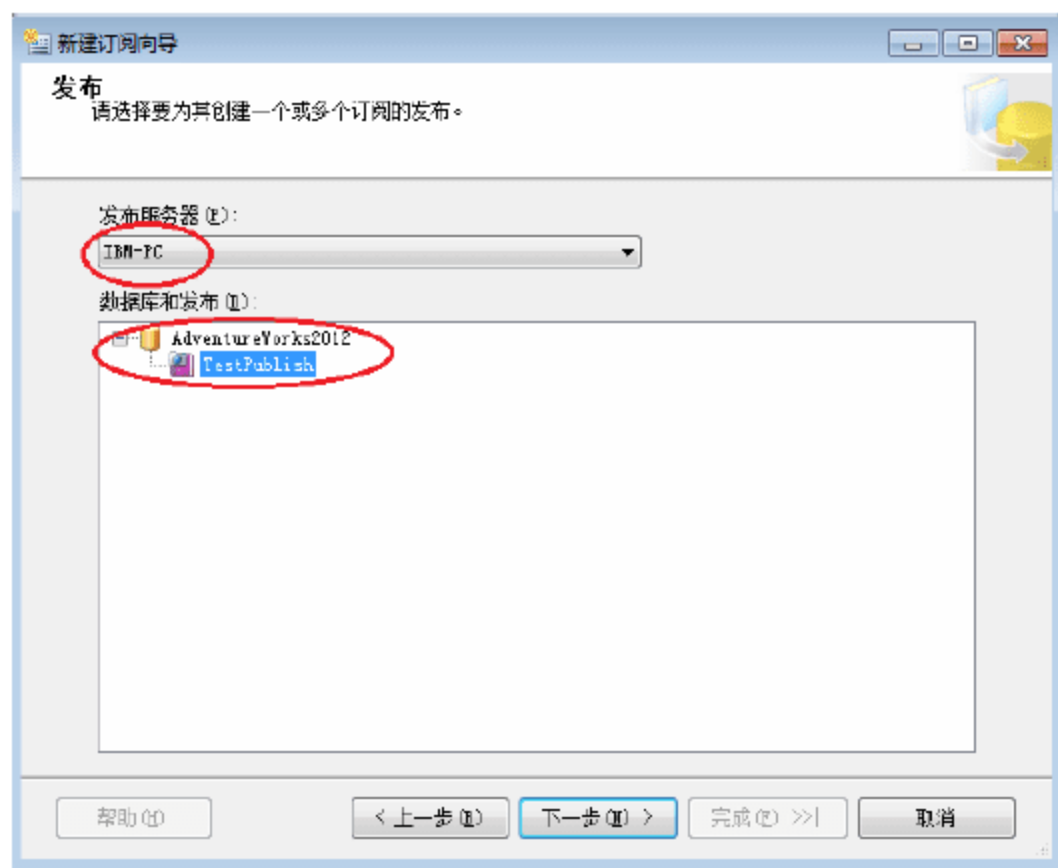 新建订阅向导
发布
请选择要为其创建一个或多个订阅的发布。
发布服务器(P):
IBM-PC
数据库和发布(D):
AdventureWorks2012
TestPublish
帮助(H)
< 上一步(B)
下一步(N) >
完成(F) >>|
取消